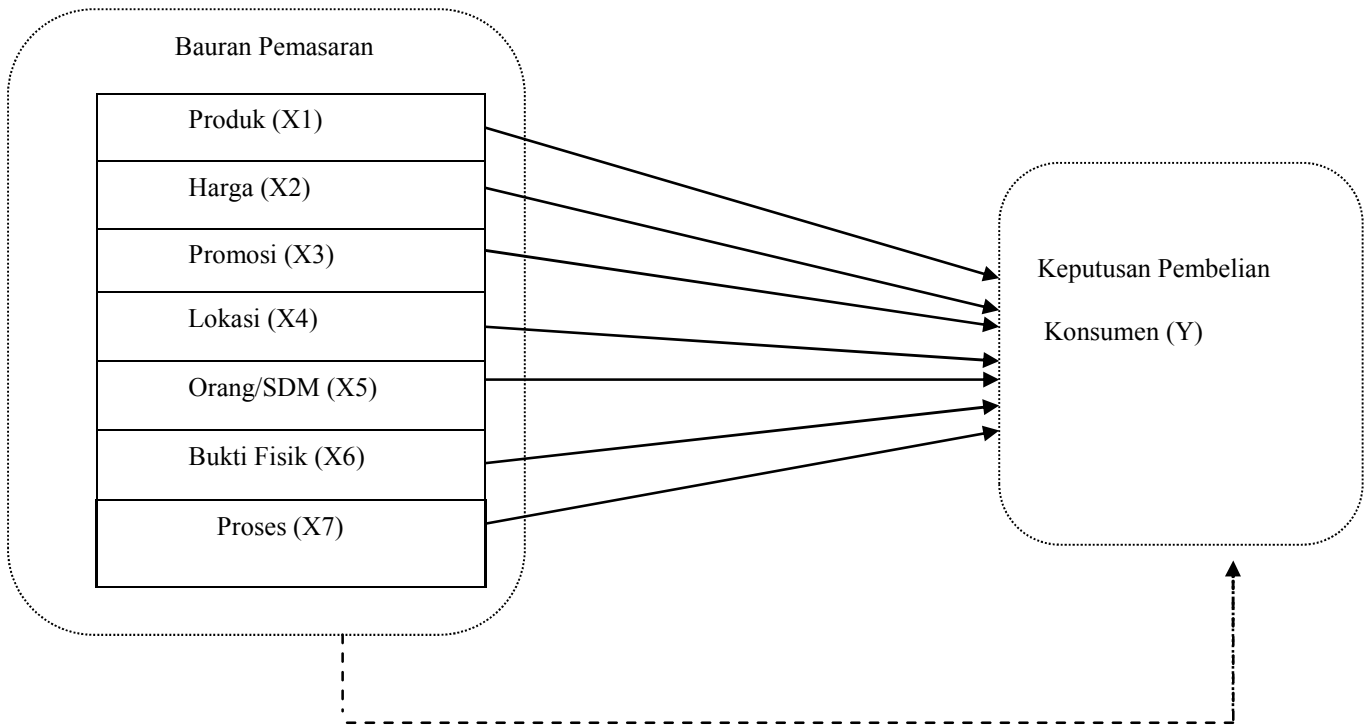 Bauran Pemasaran
Produk (X1)
Harga (X2)
Promosi (X3)
Lokasi (X4)
Orang/SDM (X5)
Bukti Fisik (X6)
Proses (X7)
Keputusan Pembelian
Konsumen (Y)